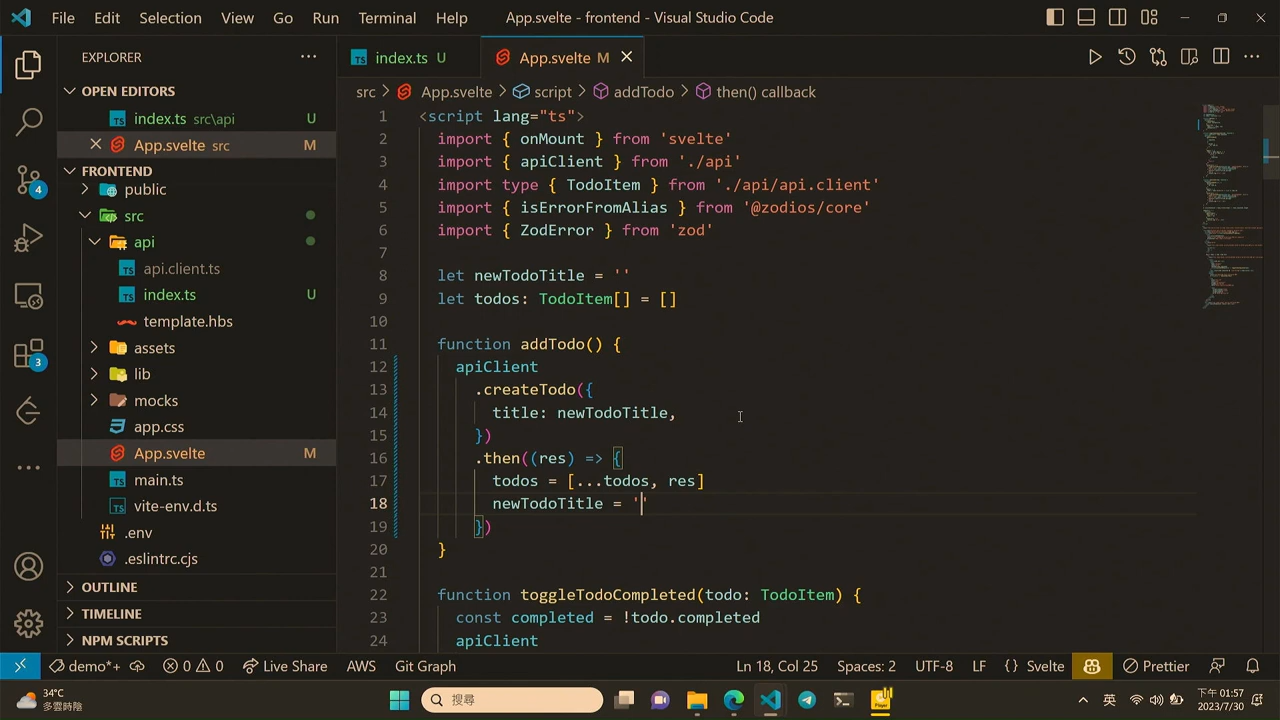 File Edit Selection View Go Run Terminal Help App.svelte - frontend - Visual Studio Code
EXPLORER
OPEN EDITORS
index.ts src\api U
App.svelte src M
FRONTEND
public
src
api
api.client.ts
index.ts U
template.hbs
assets
lib
mocks
app.css
App.svelte M
main.ts
vite-env.d.ts
.env
.eslintrc.cjs
OUTLINE
TIMELINE
NPM SCRIPTS
4
3
index.ts U App.svelte M
src > App.svelte > script > addTodo > then() callback
1 <script lang="ts">
2 import { onMount } from 'svelte'
3 import { apiClient } from './api'
4 import type { TodoItem } from './api/api.client'
5 import { isErrorFromAlias } from '@zodios/core'
6 import { ZodError } from 'zod'
7
8 let newTodoTitle = ''
9 let todos: TodoItem[] = []
10
11 function addTodo() {
12 apiClient
13 .createTodo({
14 title: newTodoTitle,
15 })
16 .then((res) => {
17 todos = [...todos, res]
18 newTodoTitle = ''
19 })
20 }
21
22 function toggleTodoCompleted(todo: TodoItem) {
23 const completed = !todo.completed
24 apiClient
demo*+ 0 0 Live Share AWS Git Graph Ln 18, Col 25 Spaces: 2 UTF-8 LF {} Svelte Prettier
34°C
多雲時陰
搜尋
英
下午 01:57
2023/7/30